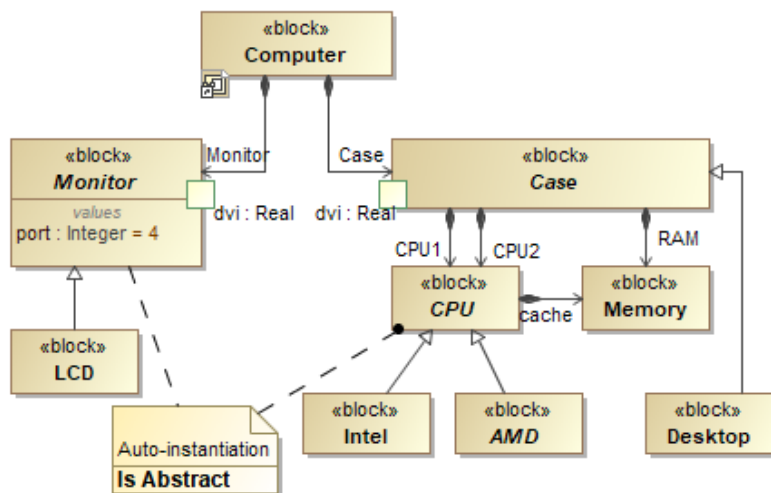 «block»
Computer
«block»
Monitor
values
port : Integer = 4
Monitor
dvi : Real
Case
dvi : Real
«block»
Case
CPU1
CPU2
RAM
«block»
CPU
cache
«block»
Memory
«block»
LCD
Auto-instantiation
Is Abstract
«block»
Intel
«block»
AMD
«block»
Desktop